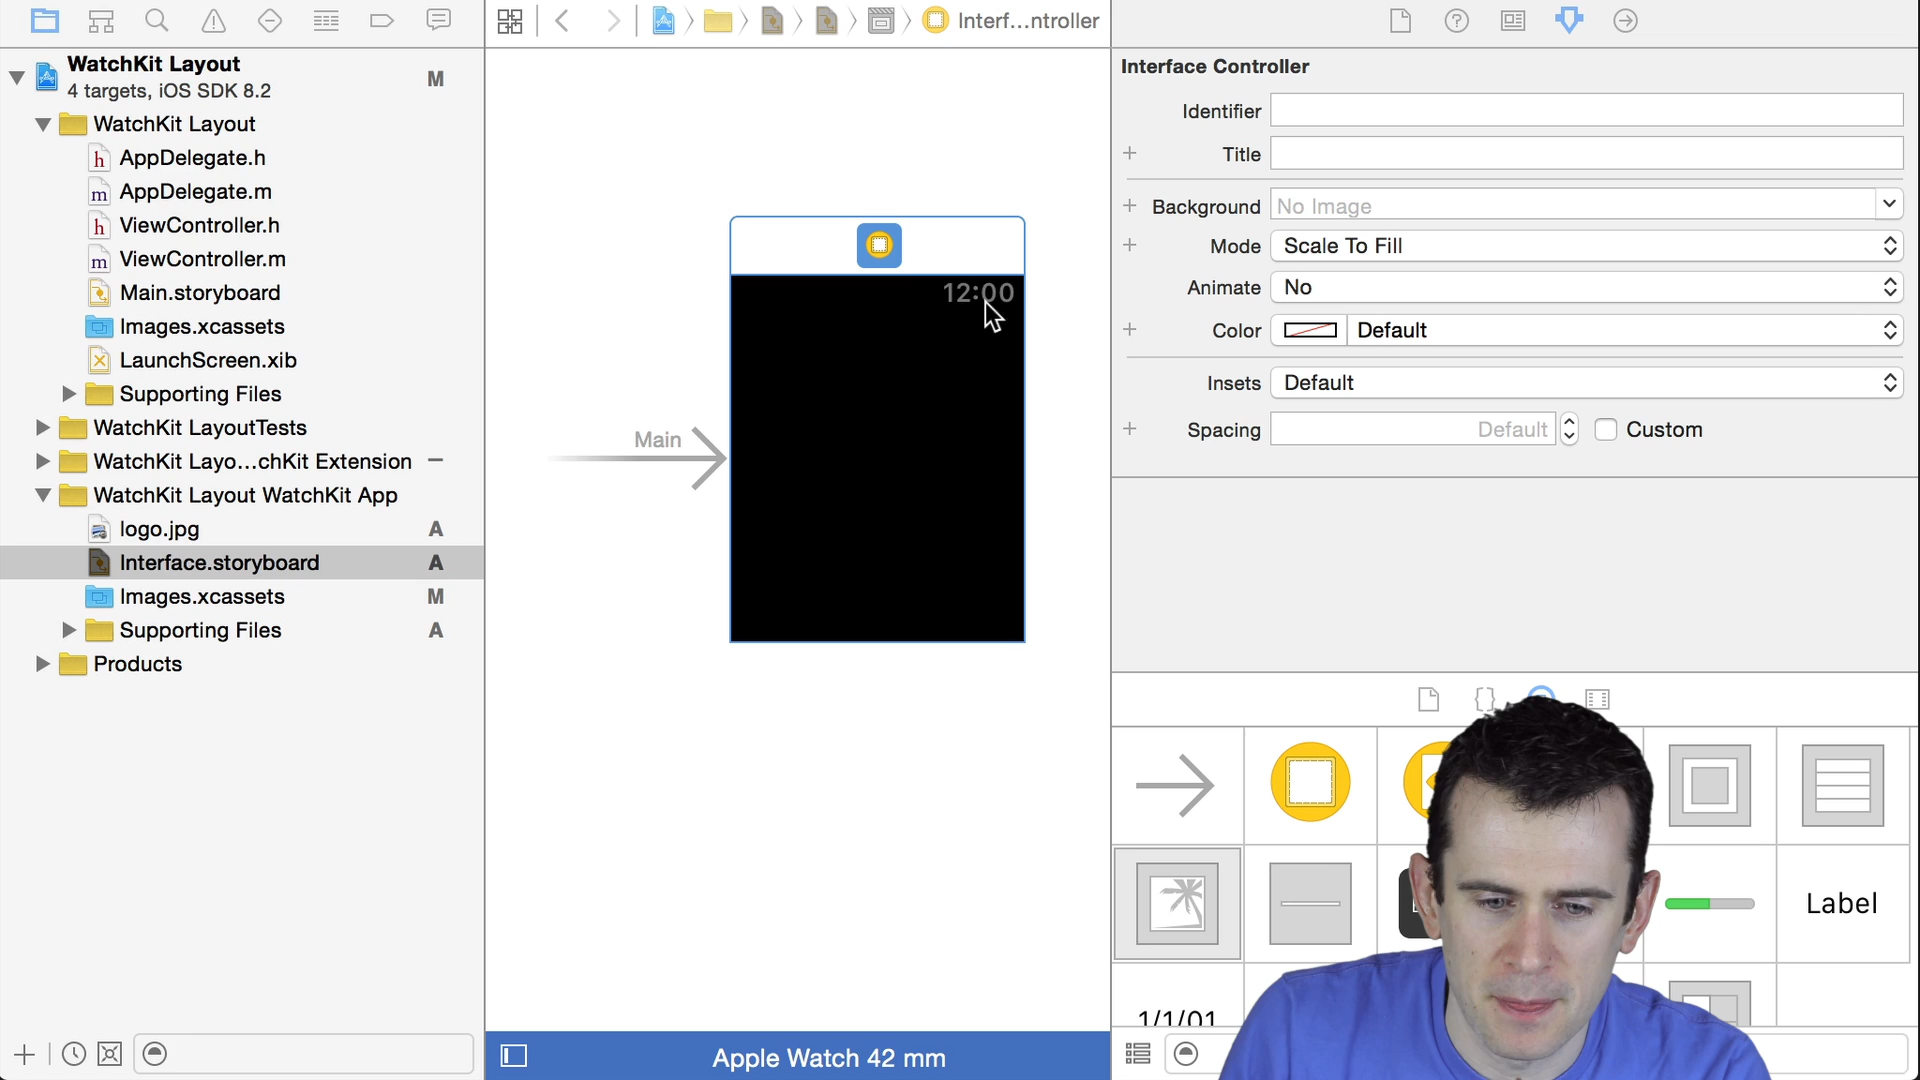 WatchKit Layout
4 targets, iOS SDK 8.2
M
WatchKit Layout
AppDelegate.h
AppDelegate.m
ViewController.h
ViewController.m
Main.storyboard
Images.xcassets
LaunchScreen.xib
Supporting Files
WatchKit LayoutTests
WatchKit Layo...chKit Extension
WatchKit Layout WatchKit App
logo.jpg A
Interface.storyboard A
Images.xcassets M
Supporting Files A
Products
Interf...ntroller
12:00
Main
Apple Watch 42 mm
Interface Controller
Identifier
Title
Background No Image
Mode Scale To Fill
Animate No
Color Default
Insets Default
Spacing Default Custom
Label
1/1/01